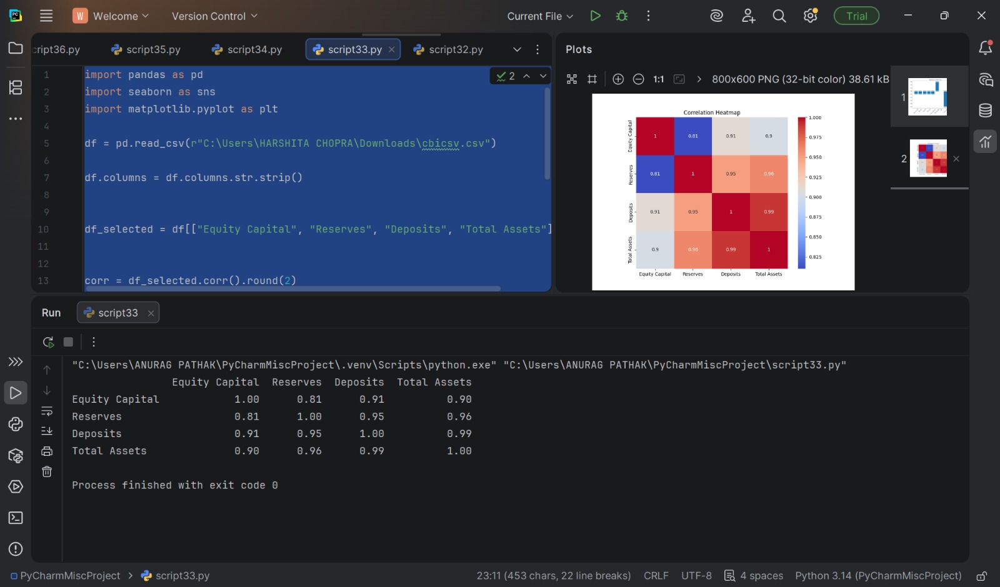 W Welcome Version Control Current File Trial
cript36.py script35.py script34.py script33.py script32.py
1 import pandas as pd
2 import seaborn as sns
3 import matplotlib.pyplot as plt
4
5 df = pd.read_csv(r"C:\Users\HARSHITA CHOPRA\Downloads\cbicsv.csv")
6
7 df.columns = df.columns.str.strip()
8
9
10 df_selected = df[["Equity Capital", "Reserves", "Deposits", "Total Assets"]
11
12
13 corr = df_selected.corr().round(2)
2
Plots
1:1 800x600 PNG (32-bit color) 38.61 kB
1
2
Correlation Heatmap
Equity Capital 1 0.81 0.91 0.9
Reserves 0.81 1 0.95 0.96
Deposits 0.91 0.95 1 0.99
Total Assets 0.9 0.96 0.99 1
Equity Capital Reserves Deposits Total Assets
1.000
0.975
0.950
0.925
0.900
0.875
0.850
0.825
Run script33
"C:\Users\ANURAG PATHAK\PyCharmMiscProject\.venv\Scripts\python.exe" "C:\Users\ANURAG PATHAK\PyCharmMiscProject\script33.py"
Equity Capital Reserves Deposits Total Assets
Equity Capital 1.00 0.81 0.91 0.90
Reserves 0.81 1.00 0.95 0.96
Deposits 0.91 0.95 1.00 0.99
Total Assets 0.90 0.96 0.99 1.00
Process finished with exit code 0
PyCharmMiscProject script33.py 23:11 (453 chars, 22 line breaks) CRLF UTF-8 4 spaces Python 3.14 (PyCharmMiscProject)